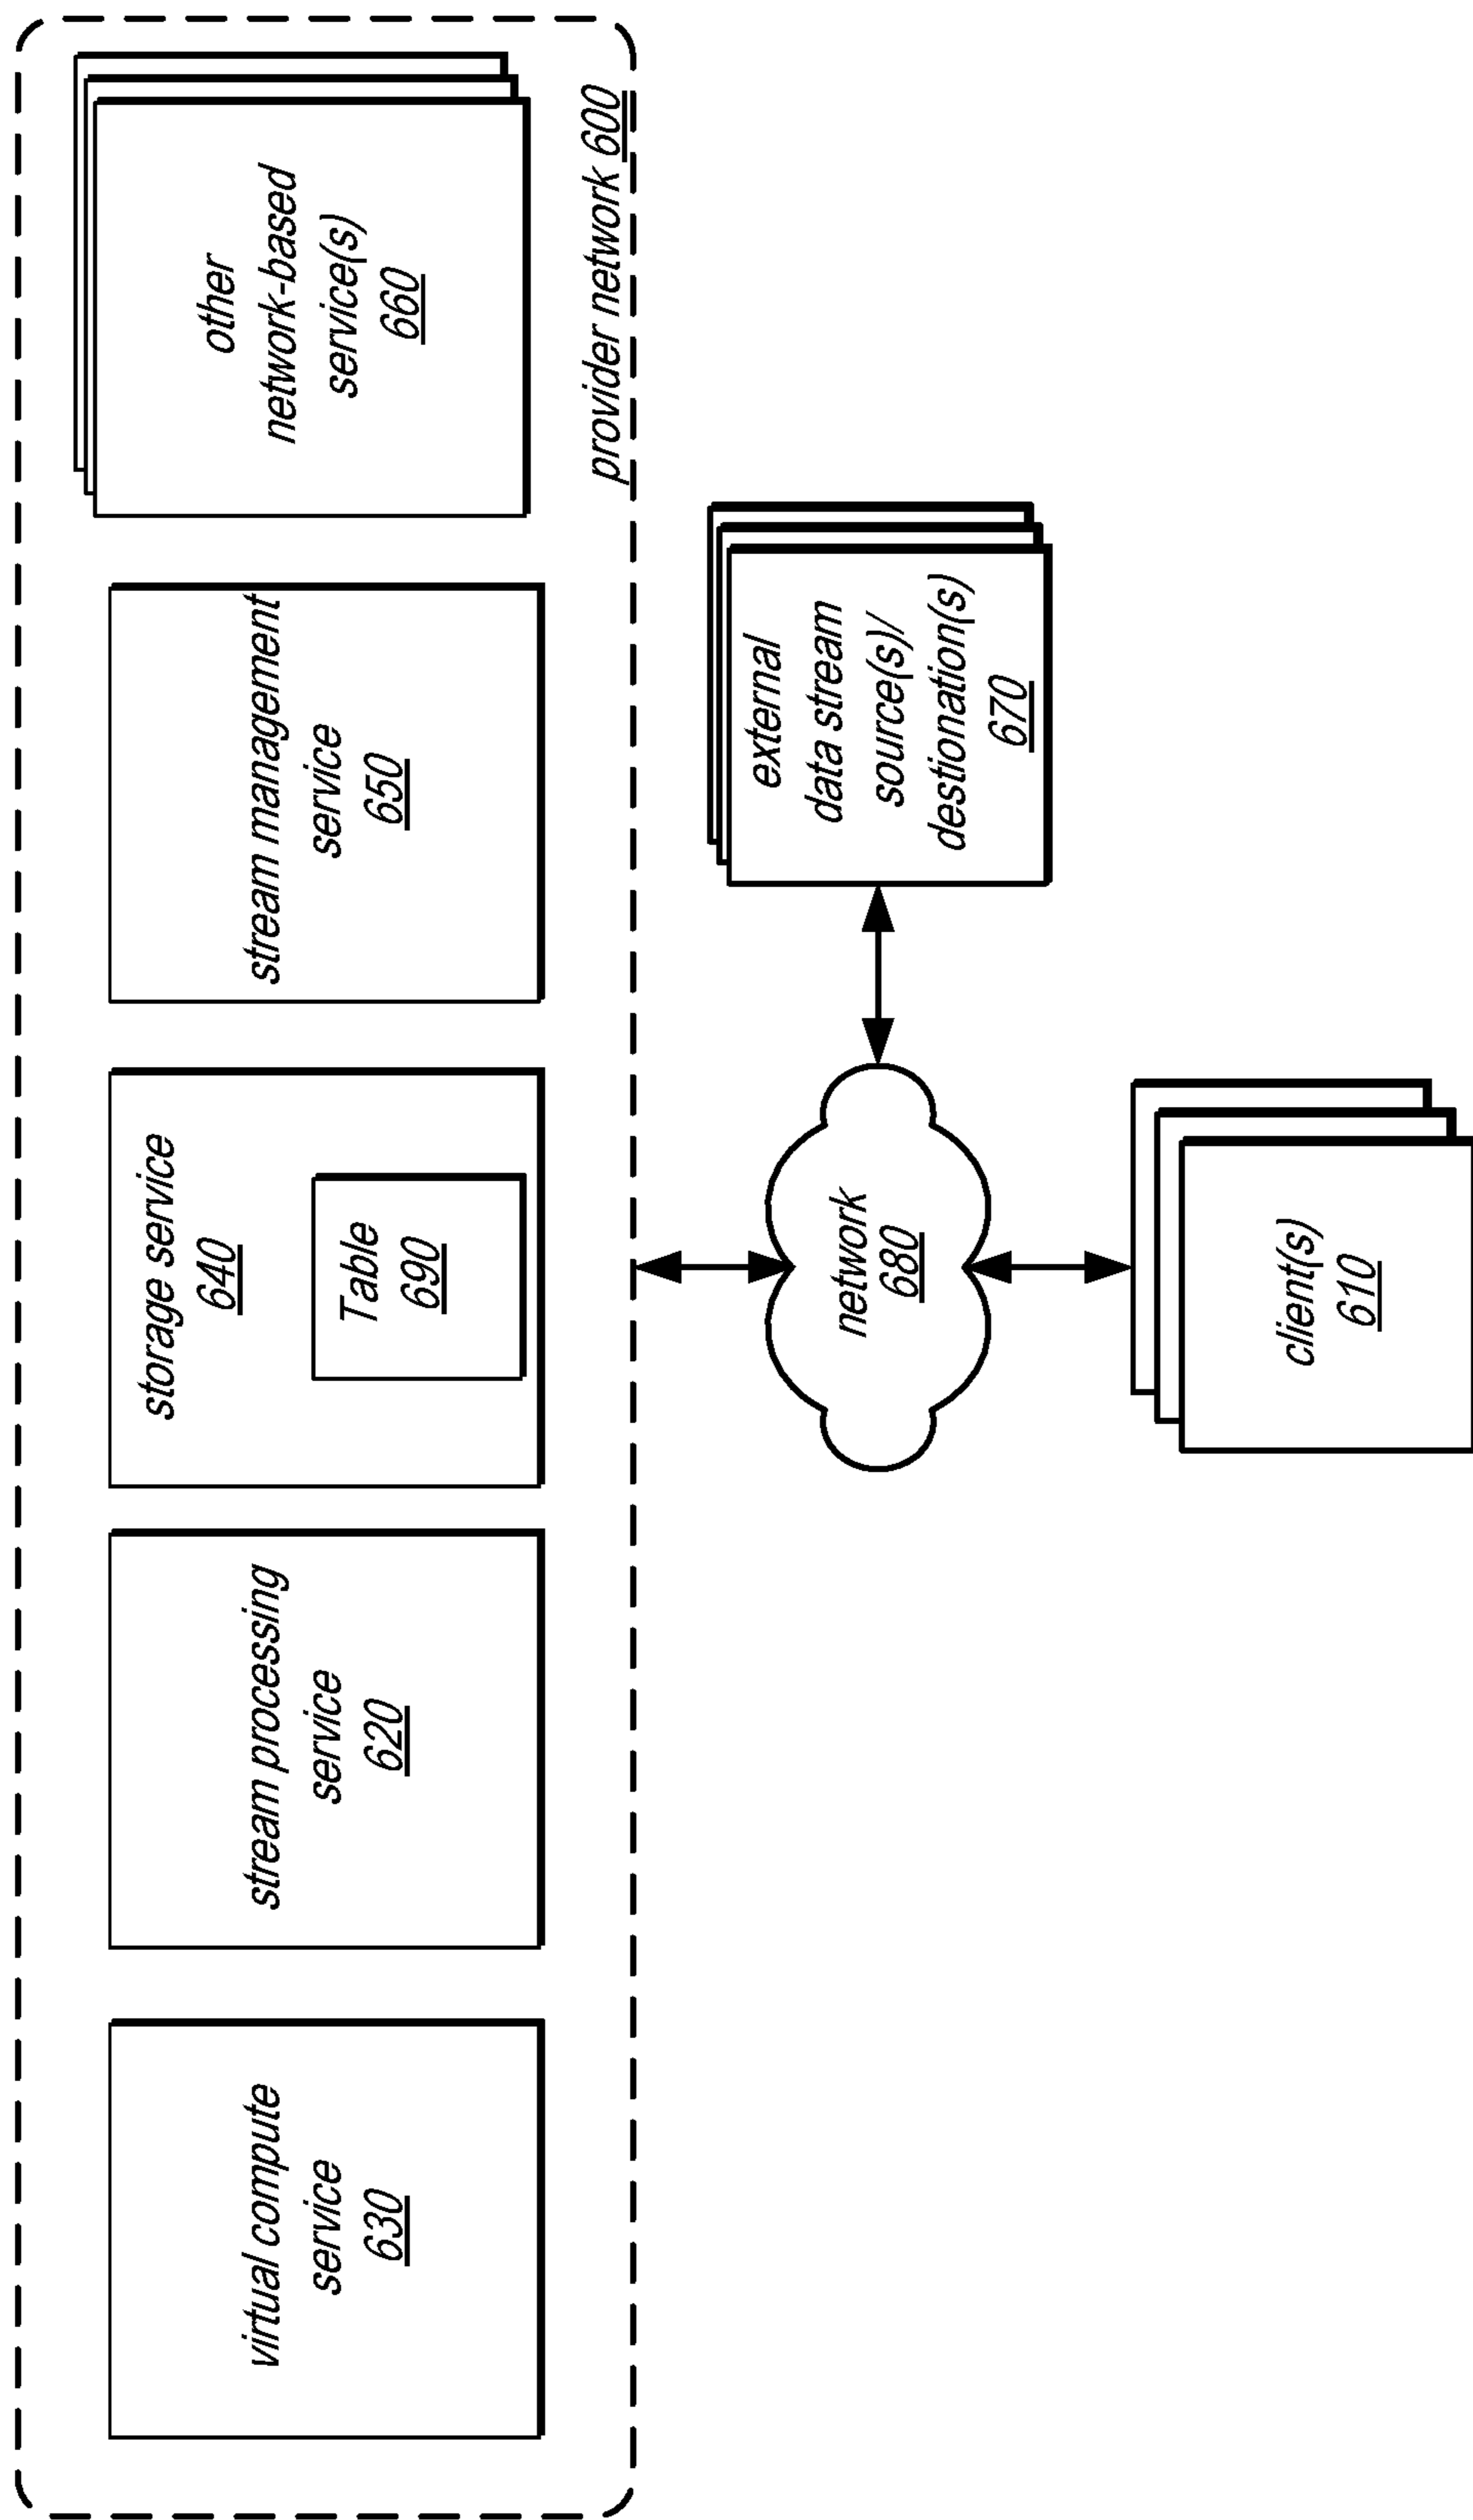 virtual compute
service
630
stream processing
service
620
storage service
640
Table
690
stream management
service
650
other
network-based
service(s)
660
provider network 600
network
680
external
data stream
source(s)/
destionation(s)
670
client(s)
610